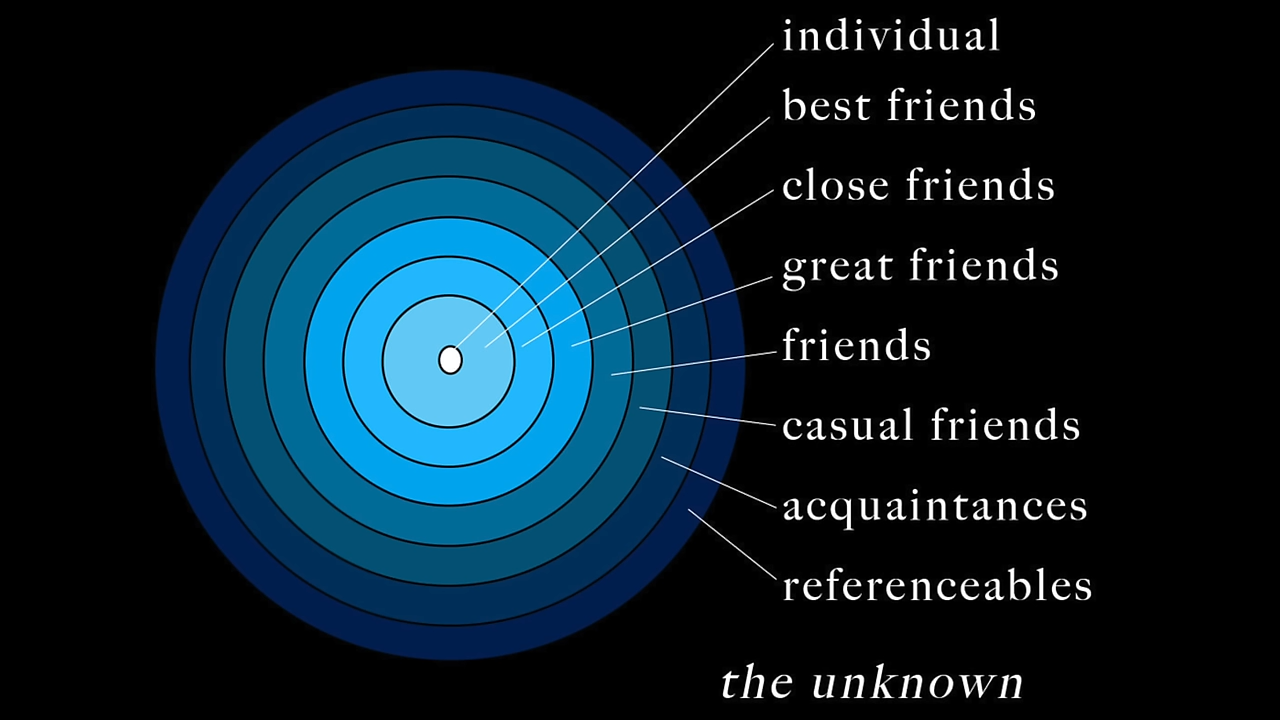 individual
best friends
close friends
great friends
friends
casual friends
acquaintances
referenceables
the unknown